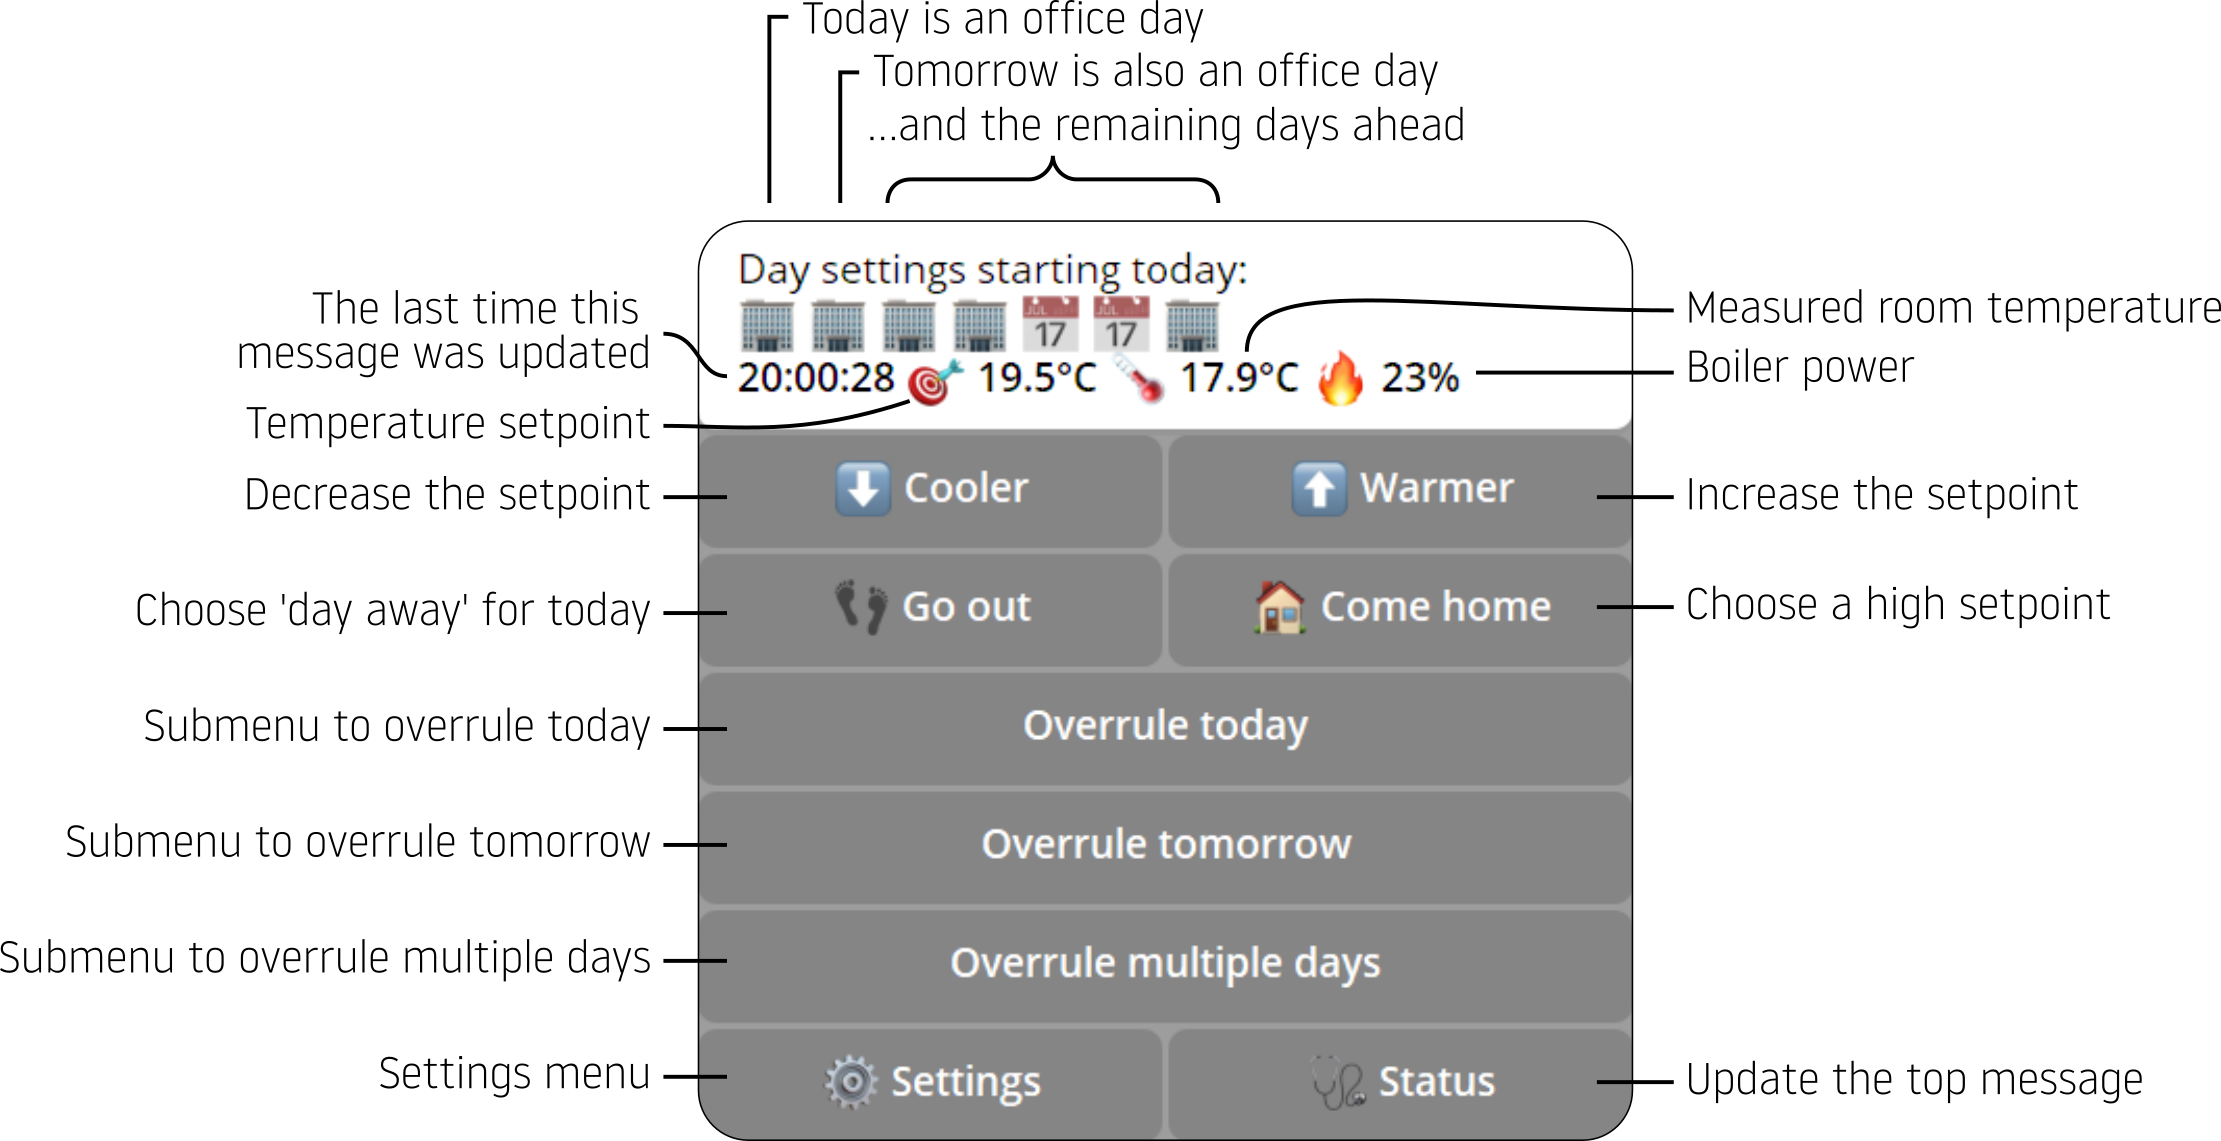 Today is an office day
Tomorrow is also an office day
...and the remaining days ahead
Day settings starting today:
JUL 17 JUL 17
20:00:28 19.5°C 17.9°C 23%
The last time this
message was updated
Temperature setpoint
Measured room temperature
Boiler power
Decrease the setpoint
Cooler
Warmer
Increase the setpoint
Choose 'day away' for today
Go out
Come home
Choose a high setpoint
Submenu to overrule today
Overrule today
Submenu to overrule tomorrow
Overrule tomorrow
Submenu to overrule multiple days
Overrule multiple days
Settings menu
Settings
Status
Update the top message